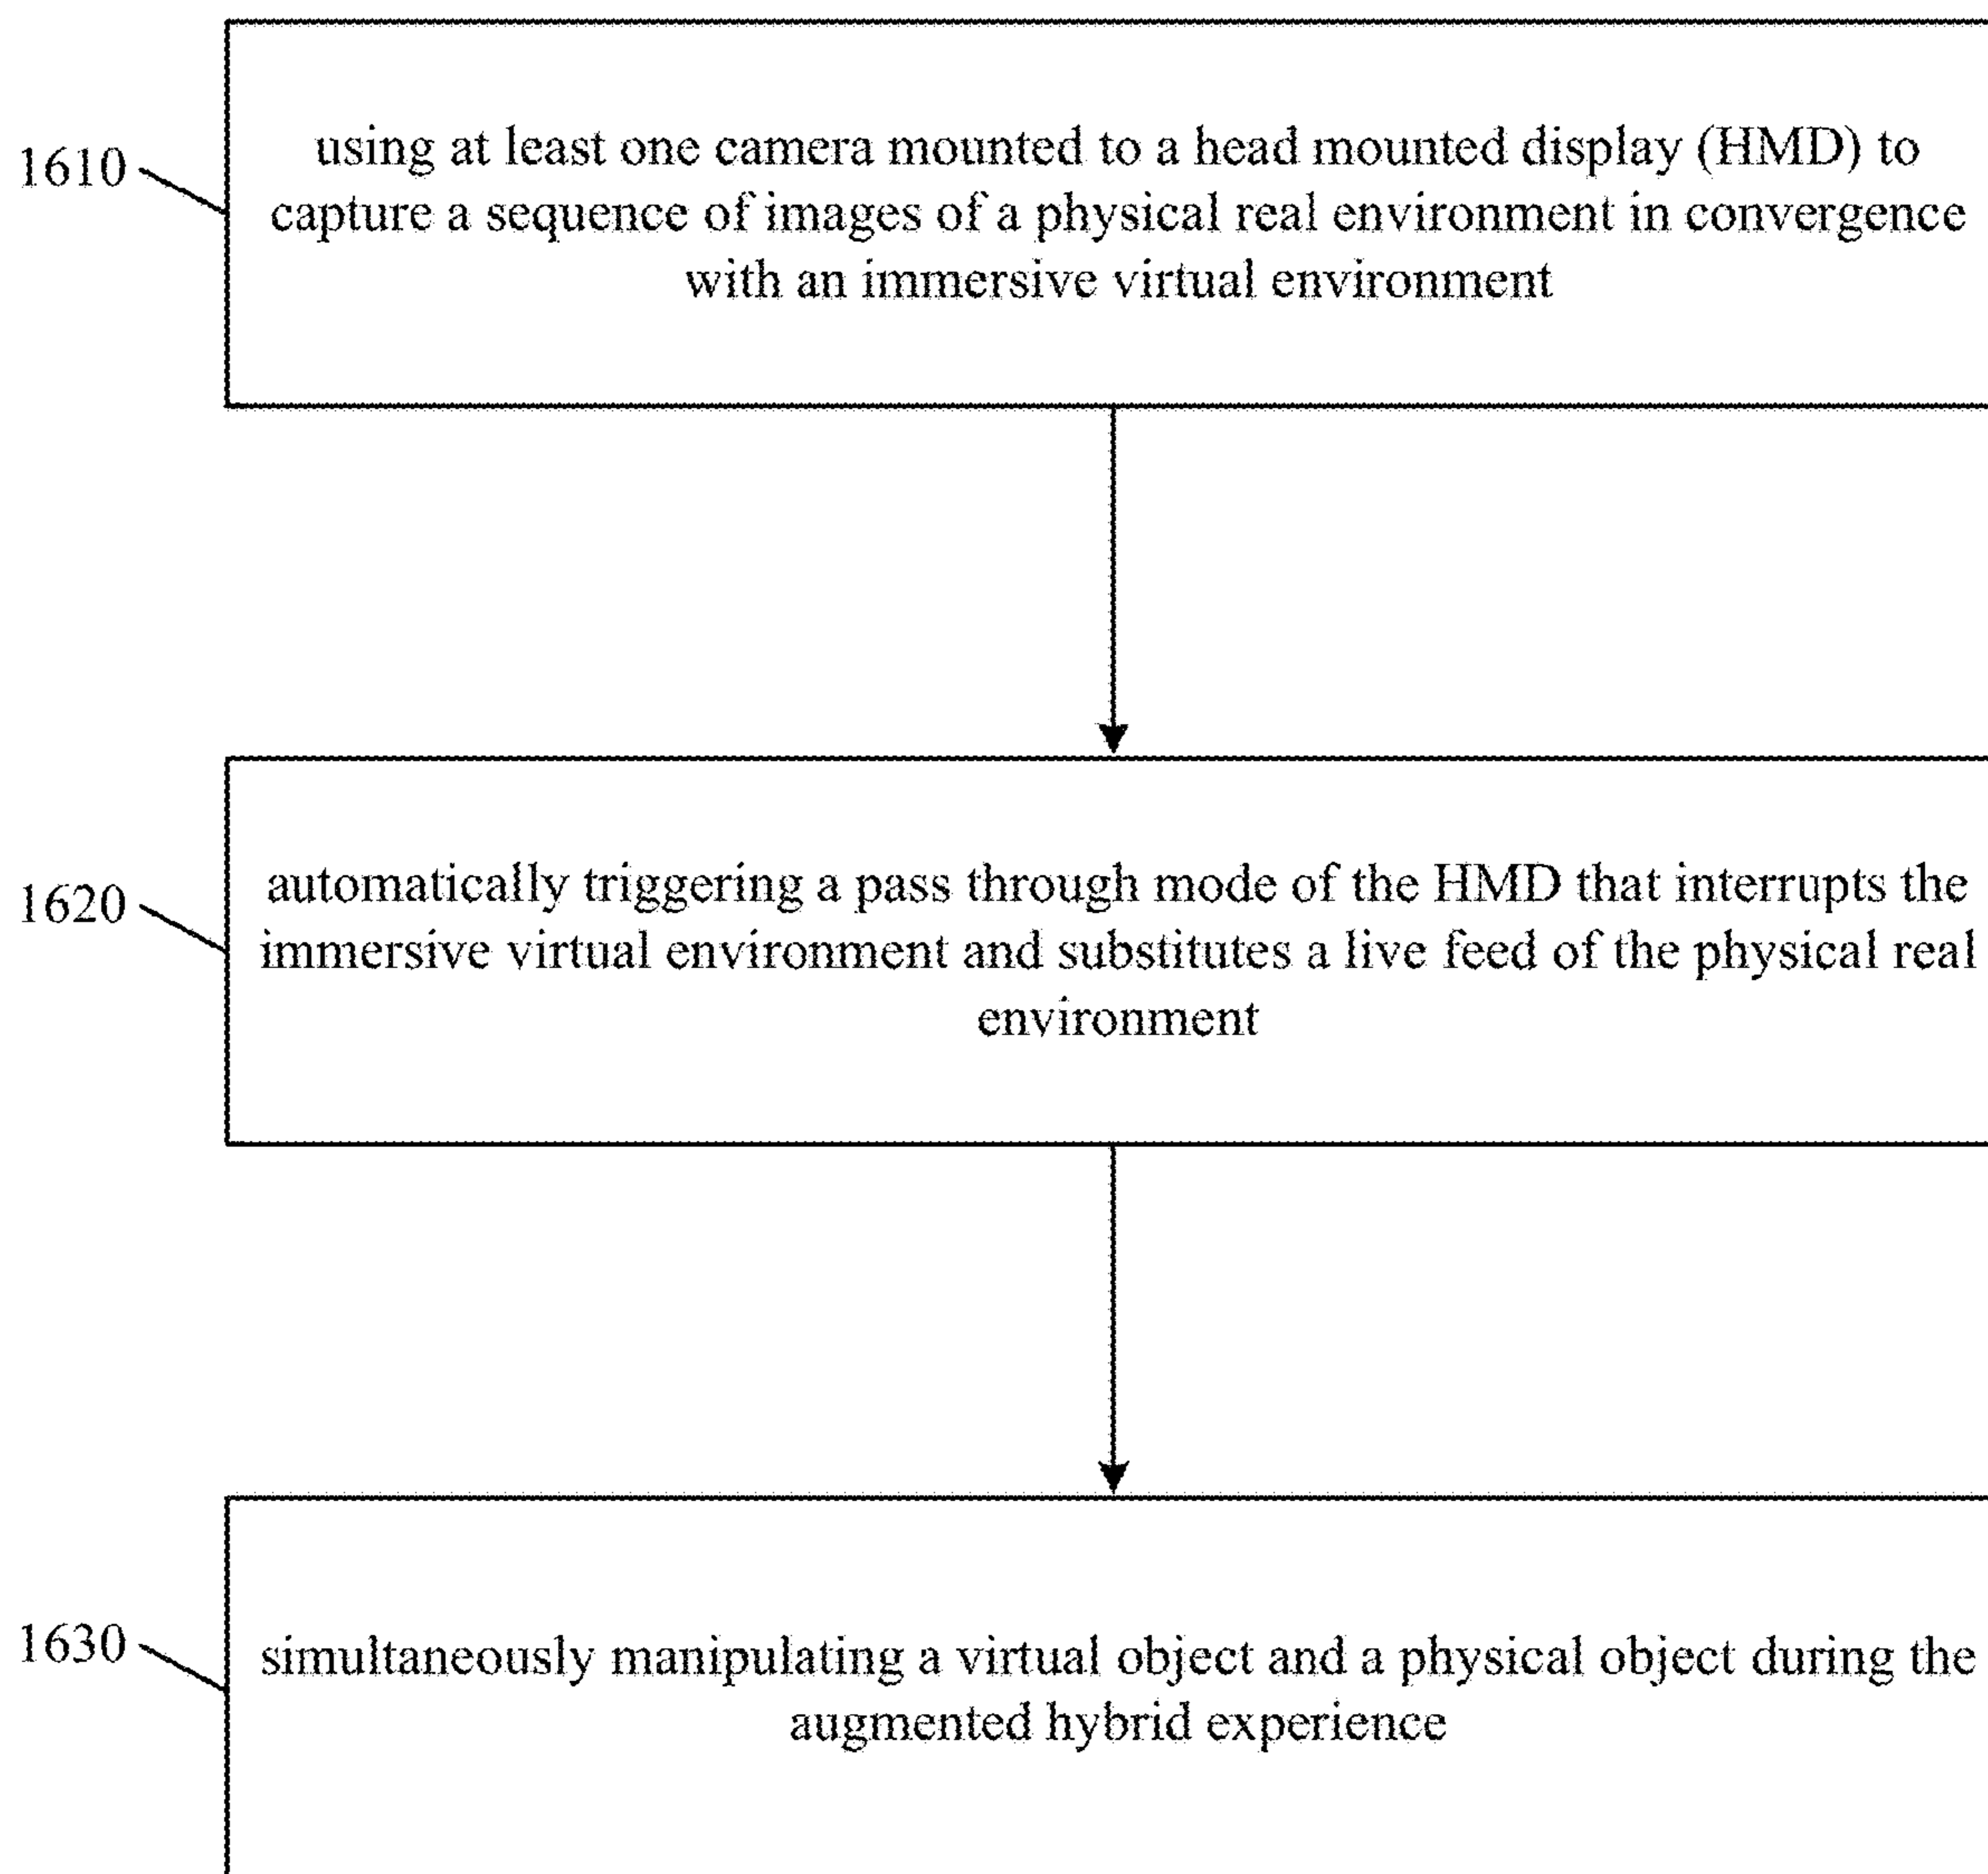 1610
using at least one camera mounted to a head mounted display (HMD) to
capture a sequence of images of a physical real environment in convergence
with an immersive virtual environment
1620
automatically triggering a pass through mode of the HMD that interrupts the
immersive virtual environment and substitutes a live feed of the physical real
environment
1630
simultaneously manipulating a virtual object and a physical object during the
augmented hybrid experience